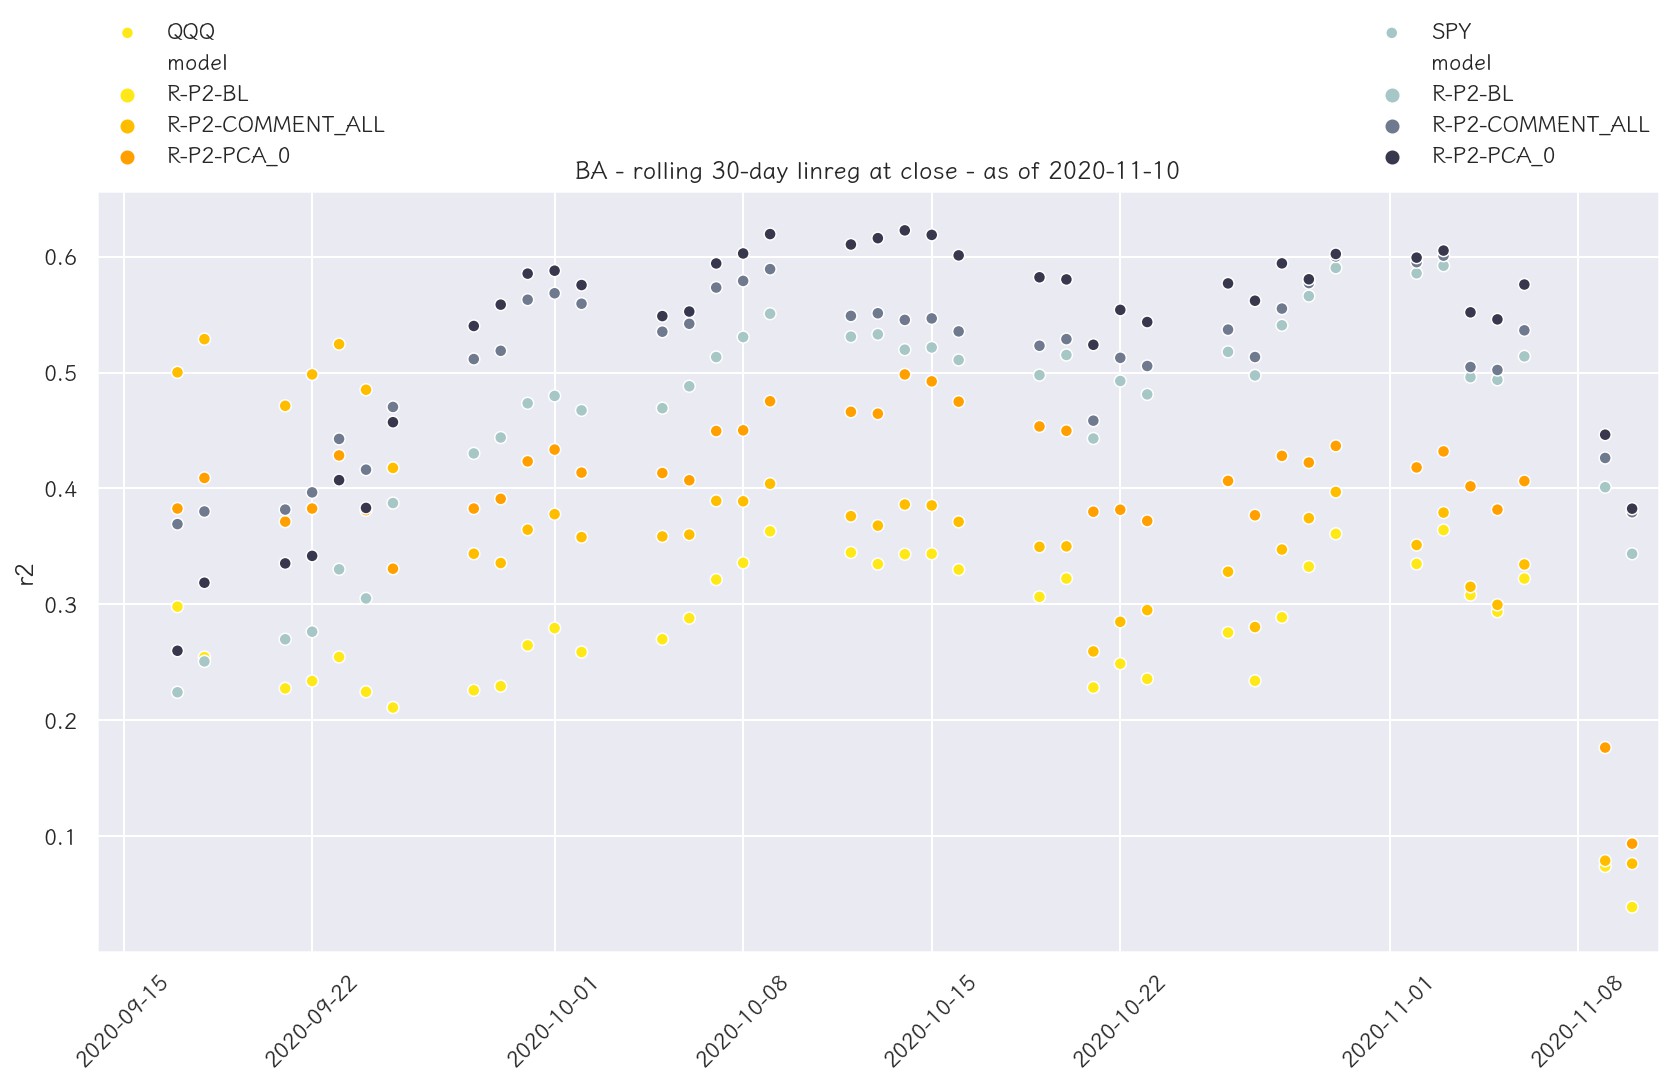 QQQ
model
R-P2-BL
R-P2-COMMENT_ALL
R-P2-PCA_0
SPY
model
R-P2-BL
R-P2-COMMENT_ALL
R-P2-PCA_0
BA - rolling 30-day linreg at close - as of 2020-11-10
r2
0.6
0.5
0.4
0.3
0.2
0.1
2020-09-15
2020-09-22
2020-10-01
2020-10-08
2020-10-15
2020-10-22
2020-11-01
2020-11-08